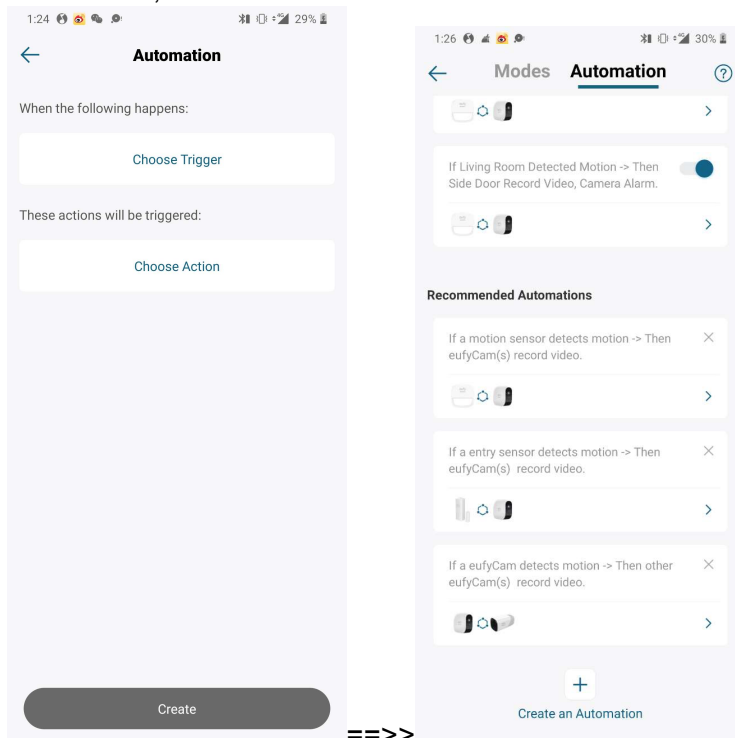 1:24 29%
Automation
When the following happens:
Choose Trigger
These actions will be triggered:
Choose Action
Create
==>>
1:26 4G 30%
Modes Automation ?
If Living Room Detected Motion -> Then
Side Door Record Video, Camera Alarm.
Recommended Automations
If a motion sensor detects motion -> Then
eufyCam(s) record video.
If a entry sensor detects motion -> Then
eufyCam(s)  record video.
If a eufyCam detects motion -> Then other
eufyCam(s)  record video.
+
Create an Automation